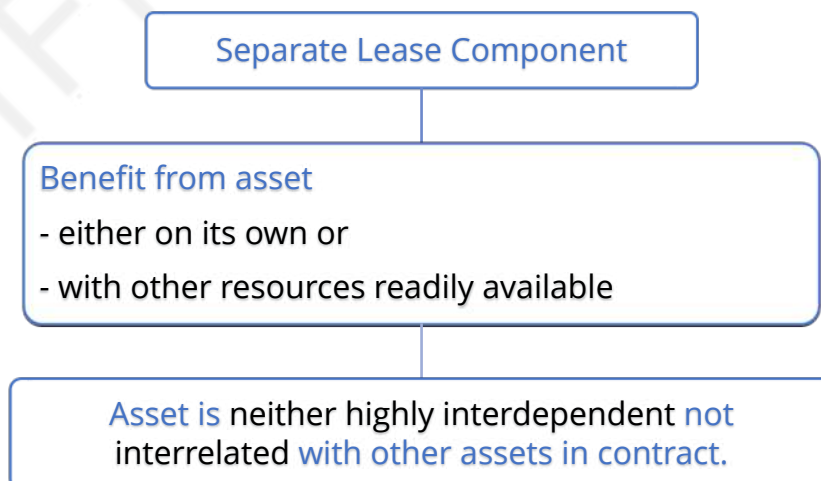 Separate Lease Component
Benefit from asset
- either on its own or
- with other resources readily available
Asset is neither highly interdependent not
interrelated with other assets in contract.